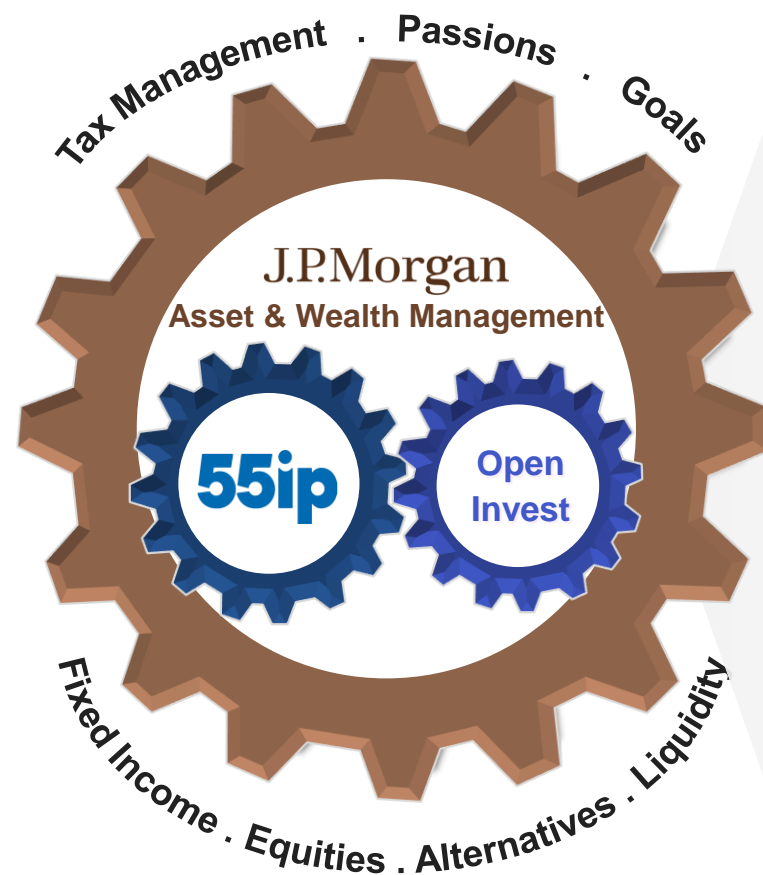 Tax Management . Passions . Goals
J.P.Morgan
Asset & Wealth Management
55ip
Open
Invest
Fixed Income . Equities . Alternatives . Liquidity